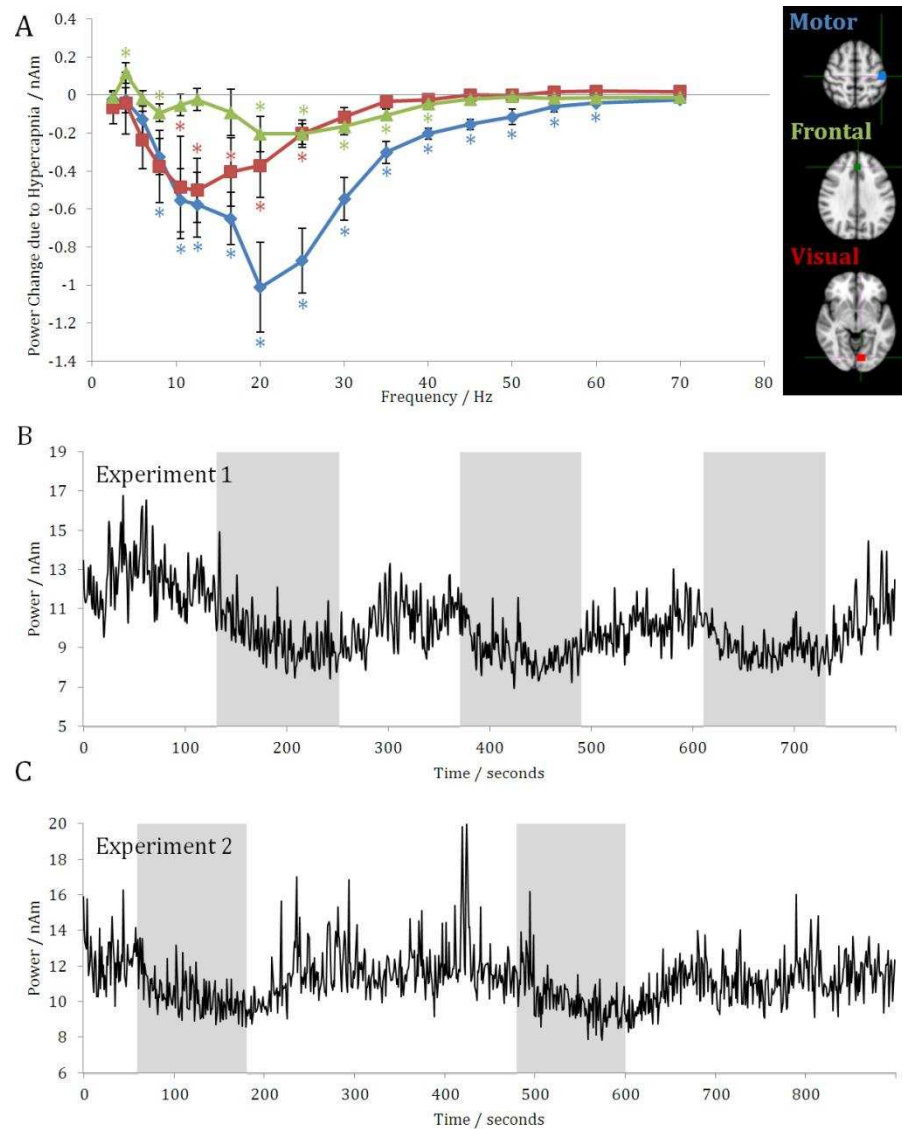 A
Power Change due to Hypercapnia / nAm
0.4
0.2
0
-0.2
-0.4
-0.6
-0.8
-1
-1.2
-1.4
0 10 20 30 40 50 60 70 80
Frequency / Hz
* * * * * * * * * * * * * * * * * * * * * * * * *
Motor
Frontal
Visual
B
Experiment 1
Power / nAm
19
17
15
13
11
9
7
5
0 100 200 300 400 500 600 700
Time / seconds
C
Experiment 2
Power / nAm
20
18
16
14
12
10
8
6
0 100 200 300 400 500 600 700 800
Time / seconds